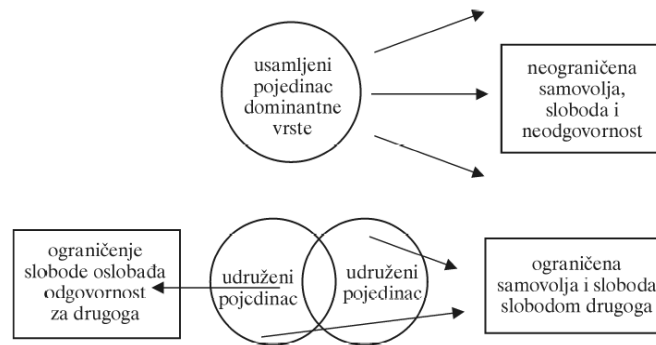 usamljeni
pojedinac
dominantne
vrste
neograničena
samovolja,
sloboda i
neodgovornost
ograničenje
slobode oslobađa
odgovornost
za drugoga
udruženi
pojedinac
udruženi
pojedinac
ograničena
samovolja i sloboda
slobodom drugoga